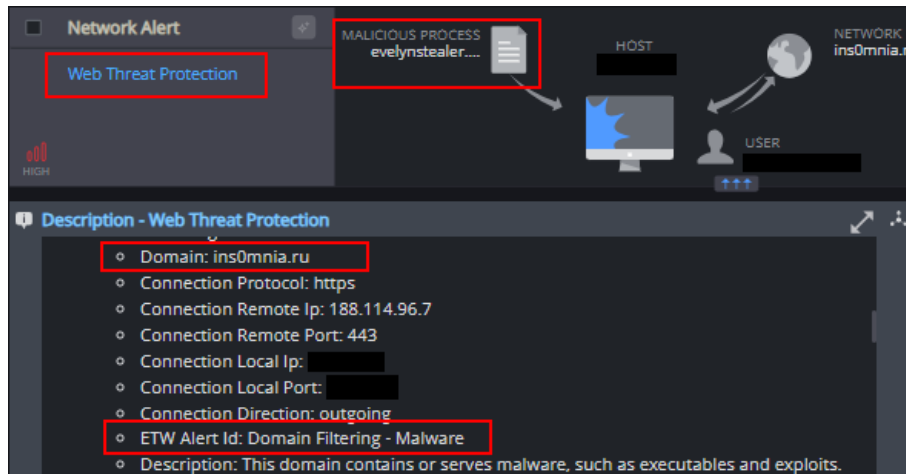 Network Alert
Web Threat Protection
HIGH
MALICIOUS PROCESS
evelynstealer....
HOST
NETWORK
ins0mnia.r
USER
Description - Web Threat Protection
Domain: ins0mnia.ru
Connection Protocol: https
Connection Remote Ip: 188.114.96.7
Connection Remote Port: 443
Connection Local Ip:
Connection Local Port:
Connection Direction: outgoing
ETW Alert Id: Domain Filtering - Malware
Description: This domain contains or serves malware, such as executables and exploits.